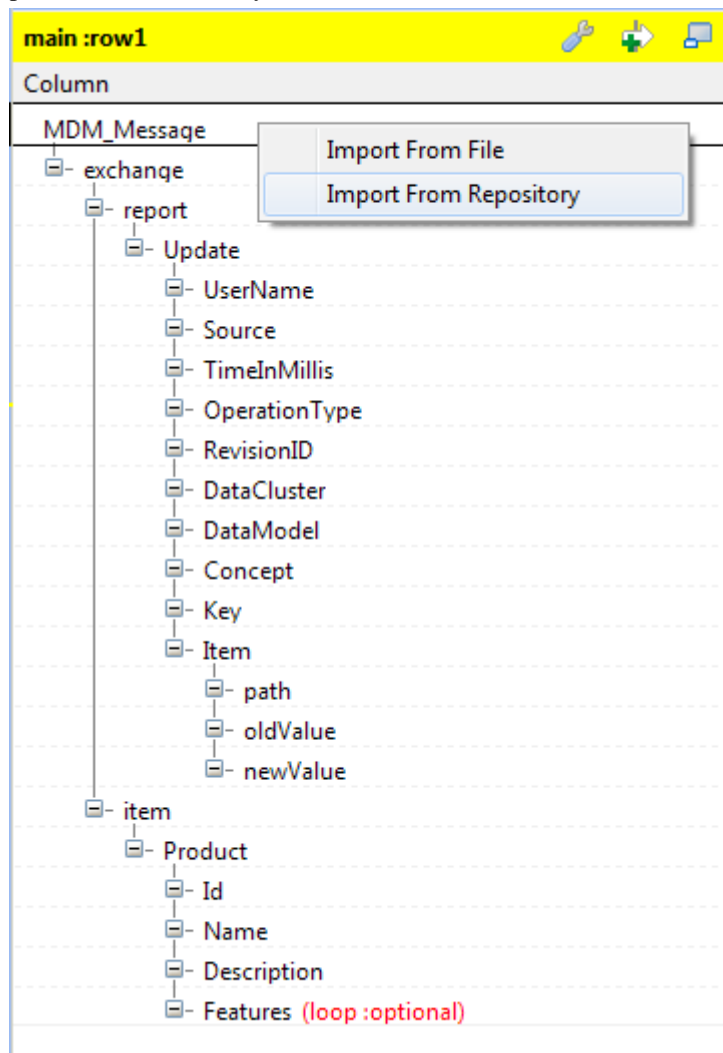 main :row1
Column
MDM_Message
Import From File
exchange
Import From Repository
report
Update
UserName
Source
TimeInMillis
OperationType
RevisionID
DataCluster
DataModel
Concept
Key
Item
path
oldValue
newValue
item
Product
Id
Name
Description
Features (loop :optional)